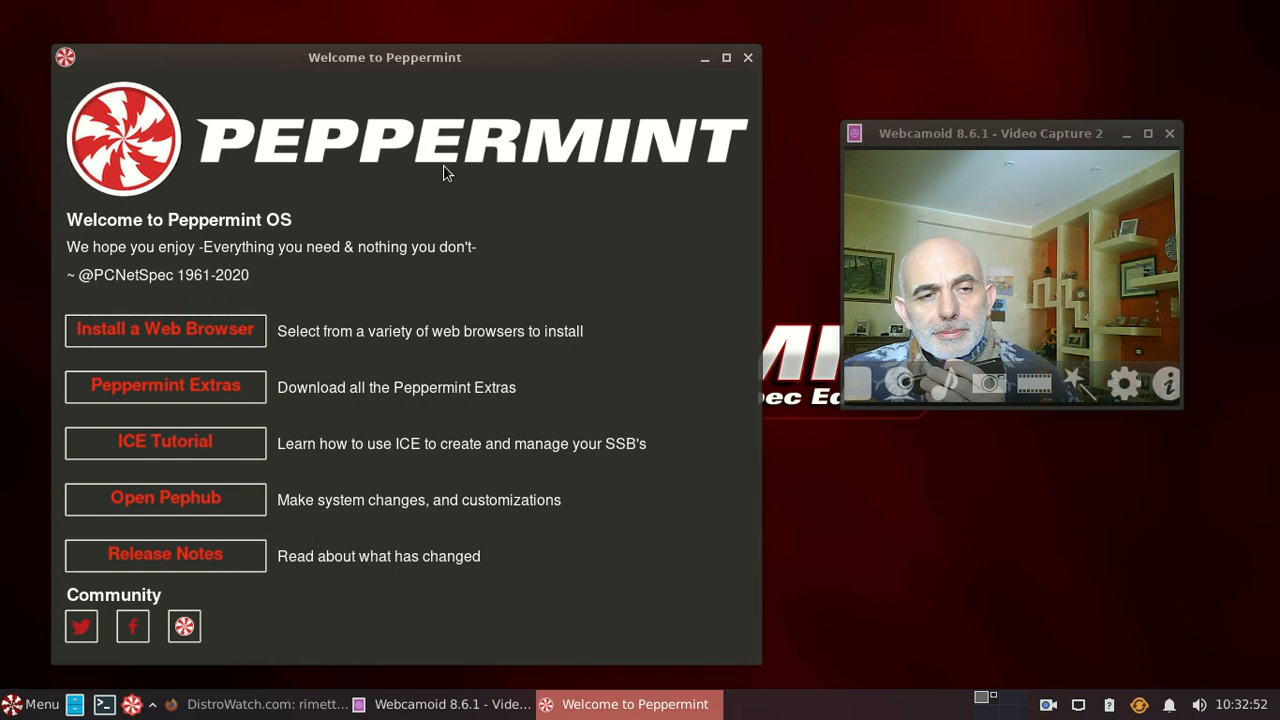 Welcome to Peppermint
PEPPERMINT
Welcome to Peppermint OS
We hope you enjoy -Everything you need & nothing you don't-
~ @PCNetSpec 1961-2020
Install a Web Browser Select from a variety of web browsers to install
Peppermint Extras Download all the Peppermint Extras
ICE Tutorial Learn how to use ICE to create and manage your SSB's
Open Pephub Make system changes, and customizations
Release Notes Read about what has changed
Community
Webcamoid 8.6.1 - Video Capture 2
Menu DistroWatch.com: rimett... Webcamoid 8.6.1 - Vide... Welcome to Peppermint 10:32:52